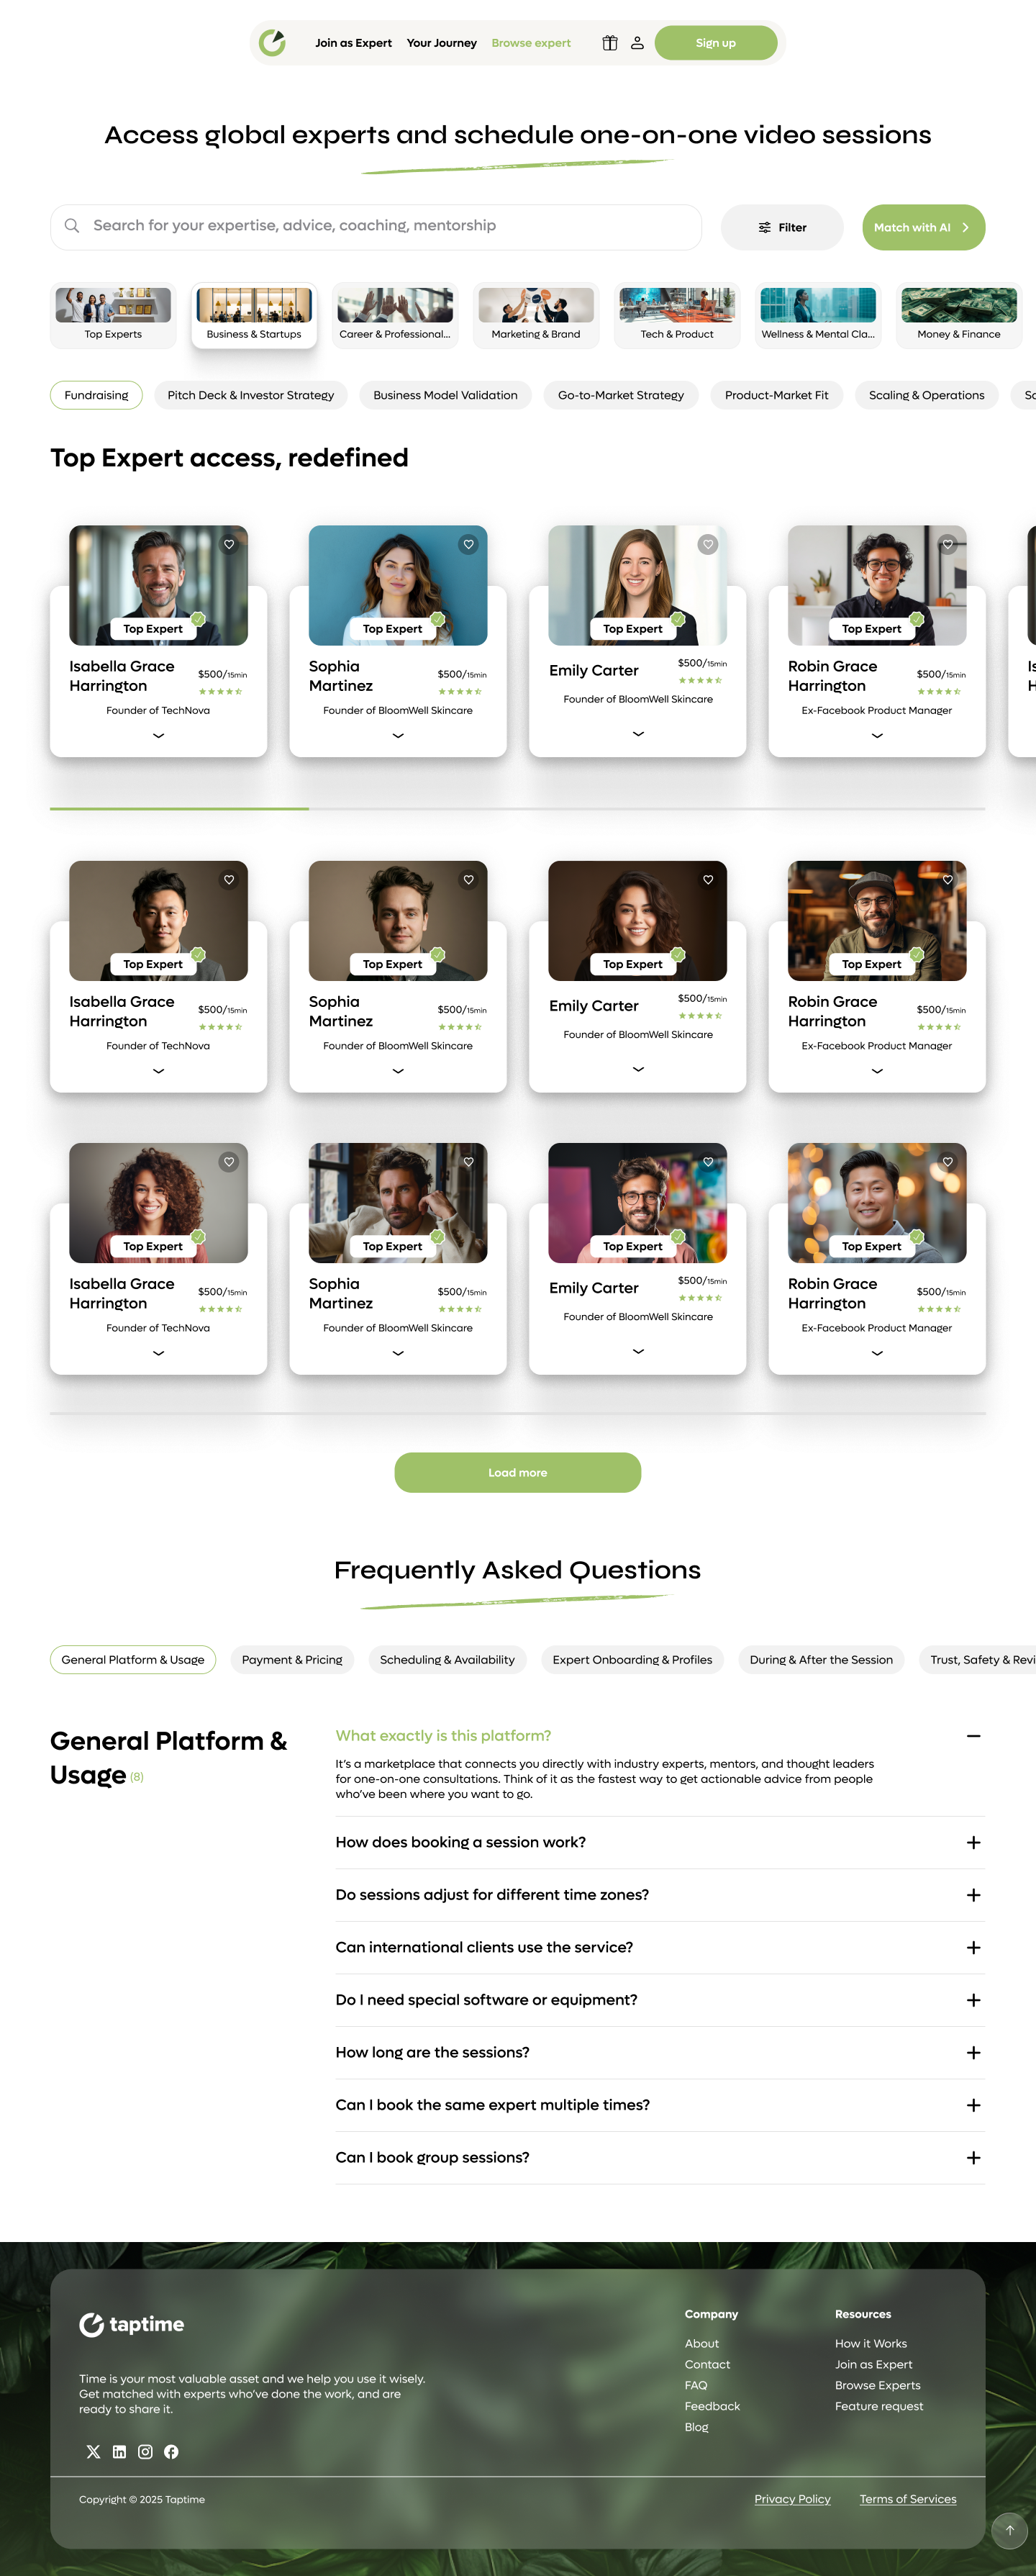 Join as Expert Your Journey Browse expert Sign up
Access global experts and schedule one-on-one video sessions
Search for your expertise, advice, coaching, mentorship Filter Match with AI
Top Experts Business & Startups Career & Professional... Marketing & Brand Tech & Product Wellness & Mental Cla... Money & Finance
Fundraising Pitch Deck & Investor Strategy Business Model Validation Go-to-Market Strategy Product-Market Fit Scaling & Operations
Top Expert access, redefined
Top Expert Top Expert Top Expert Top Expert
Isabella Grace Harrington $500/15min Sophia Martinez $500/15min Emily Carter $500/15min Robin Grace Harrington $500/15min
Founder of TechNova Founder of BloomWell Skincare Founder of BloomWell Skincare Ex-Facebook Product Manager
Top Expert Top Expert Top Expert Top Expert
Isabella Grace Harrington $500/15min Sophia Martinez $500/15min Emily Carter $500/15min Robin Grace Harrington $500/15min
Founder of TechNova Founder of BloomWell Skincare Founder of BloomWell Skincare Ex-Facebook Product Manager
Top Expert Top Expert Top Expert Top Expert
Isabella Grace Harrington $500/15min Sophia Martinez $500/15min Emily Carter $500/15min Robin Grace Harrington $500/15min
Founder of TechNova Founder of BloomWell Skincare Founder of BloomWell Skincare Ex-Facebook Product Manager
Load more
Frequently Asked Questions
General Platform & Usage Payment & Pricing Scheduling & Availability Expert Onboarding & Profiles During & After the Session Trust, Safety & Revi
General Platform &
Usage (8)
What exactly is this platform?
It's a marketplace that connects you directly with industry experts, mentors, and thought leaders
for one-on-one consultations. Think of it as the fastest way to get actionable advice from people
who've been where you want to go.
How does booking a session work?
Do sessions adjust for different time zones?
Can international clients use the service?
Do I need special software or equipment?
How long are the sessions?
Can I book the same expert multiple times?
Can I book group sessions?
taptime
Time is your most valuable asset and we help you use it wisely.
Get matched with experts who've done the work, and are
ready to share it.
Company
About
Contact
FAQ
Feedback
Blog
Resources
How it Works
Join as Expert
Browse Experts
Feature request
Copyright © 2025 Taptime Privacy Policy Terms of Services